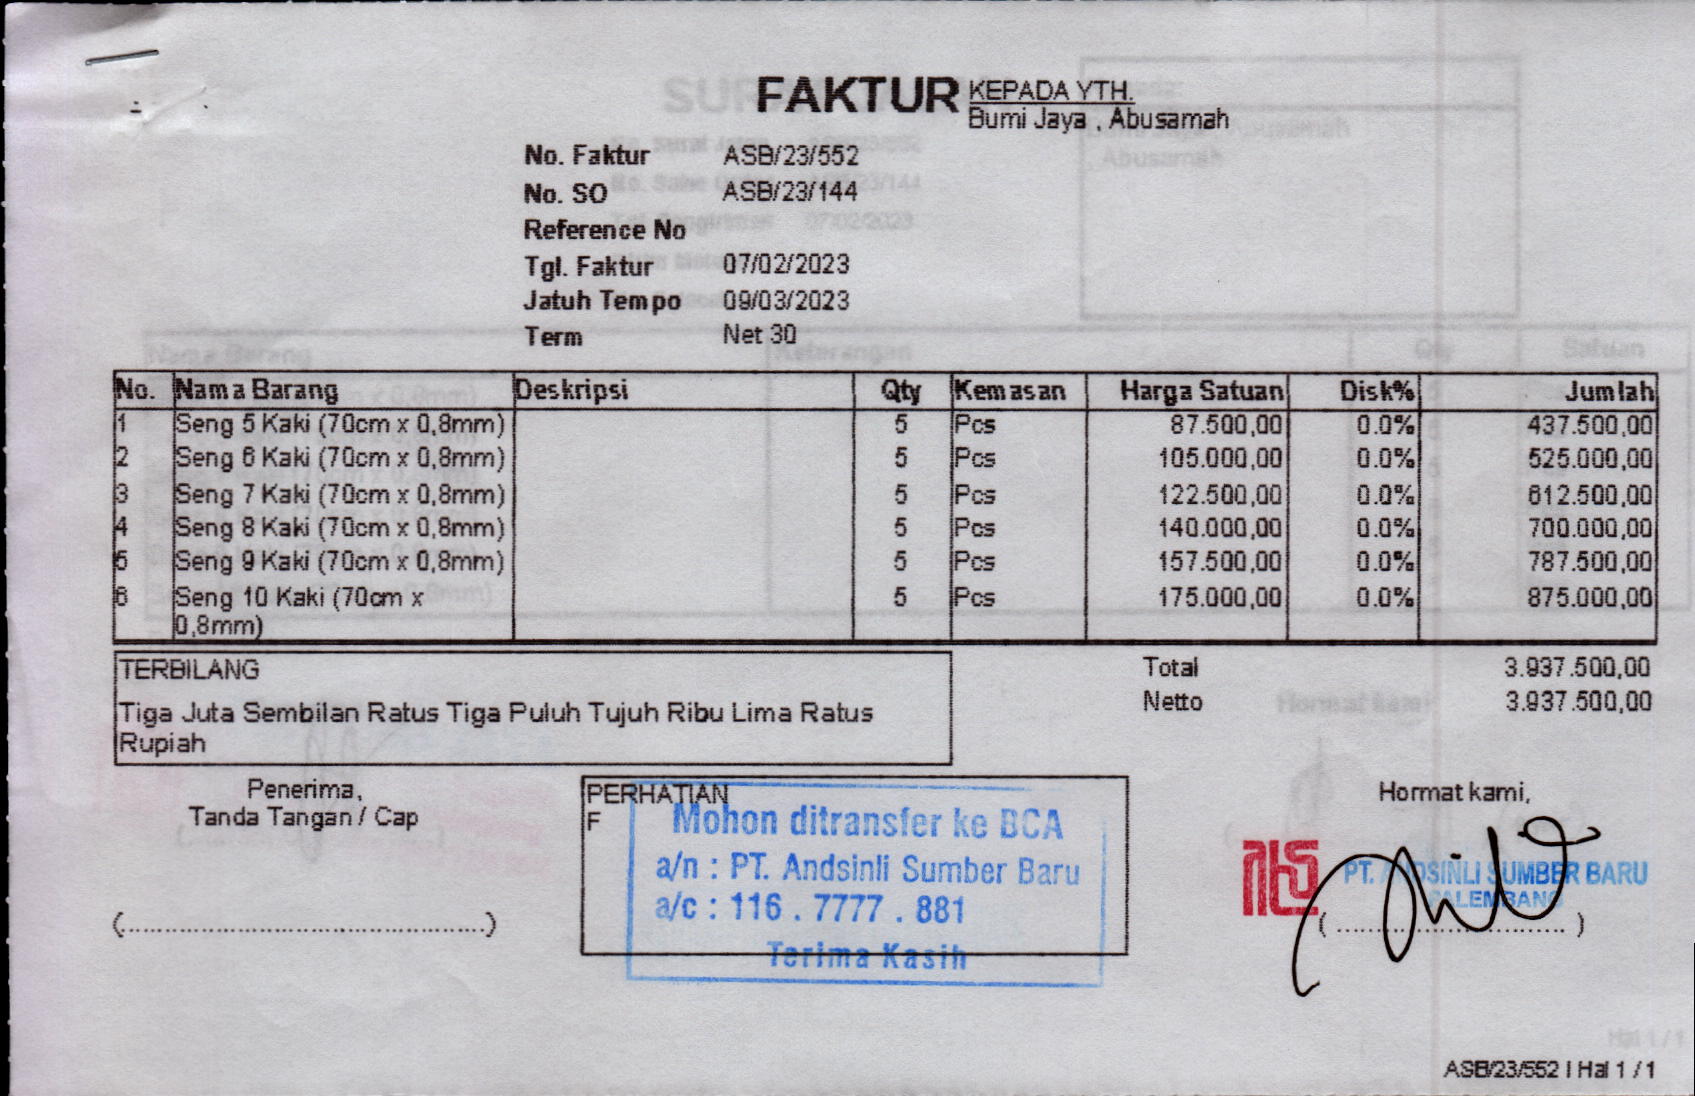 FAKTUR
KEPADA YTH.
Bumi Jaya , Abusamah
No. Faktur ASB/23/552
No. SO ASB/23/144
Reference No
Tgl. Faktur 07/02/2023
Jatuh Tempo 09/03/2023
Term Net 30
No. Nama Barang Deskripsi Qty Kemasan Harga Satuan Disk% Jumlah
1 Seng 5 Kaki (70cm x 0,8mm) 5 Pcs 87.500,00 0.0% 437.500,00
2 Seng 6 Kaki (70cm x 0,8mm) 5 Pcs 105.000,00 0.0% 525.000,00
3 Seng 7 Kaki (70cm x 0,8mm) 5 Pcs 122.500,00 0.0% 612.500,00
4 Seng 8 Kaki (70cm x 0,8mm) 5 Pcs 140.000,00 0.0% 700.000,00
5 Seng 9 Kaki (70cm x 0,8mm) 5 Pcs 157.500,00 0.0% 787.500,00
6 Seng 10 Kaki (70cm x 5 Pcs 175.000,00 0.0% 875.000,00
0,8mm)
TERBILANG
Tiga Juta Sembilan Ratus Tiga Puluh Tujuh Ribu Lima Ratus
Rupiah
Total 3.937.500,00
Netto 3.937.500,00
Penerima,
Tanda Tangan / Cap
(..............................................)
PERHATIAN
F
Mohon ditransfer ke BCA
a/n : PT. Andsinli Sumber Baru
a/c : 116 . 7777 . 881
Terima Kasih
Hormat kami,
PT. ANDSINLI SUMBER BARU
PALEMBANG
( ............................. )
ASB/23/552 | Hal 1 / 1